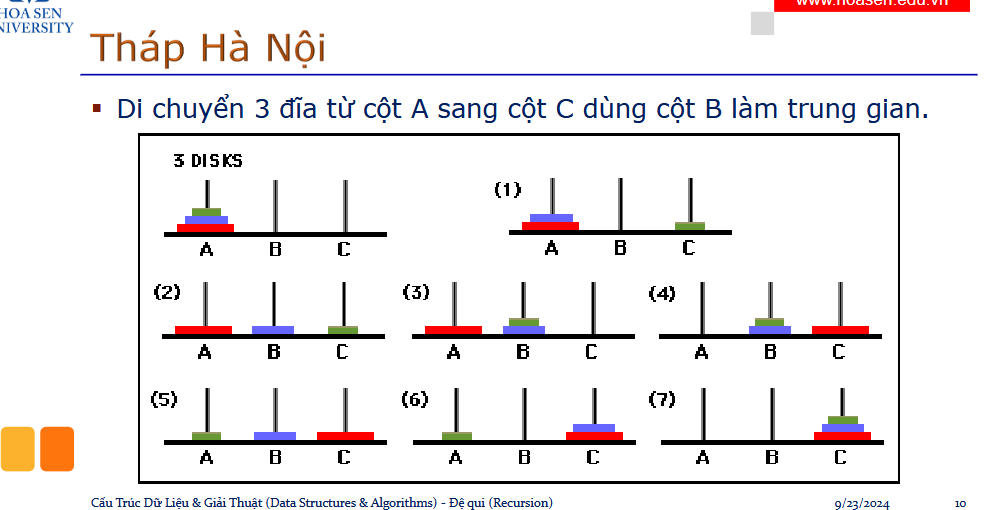 www.hoasen.edu.vn
HOA SEN
UNIVERSITY
Tháp Hà Nội
Di chuyển 3 đĩa từ cột A sang cột C dùng cột B làm trung gian.
3 DISKS
A B C
(1)
A B C
(2)
A B C
(3)
A B C
(4)
A B C
(5)
A B C
(6)
A B C
(7)
A B C
Cấu Trúc Dữ Liệu & Giải Thuật (Data Structures & Algorithms) - Đệ qui (Recursion)
9/23/2024
10